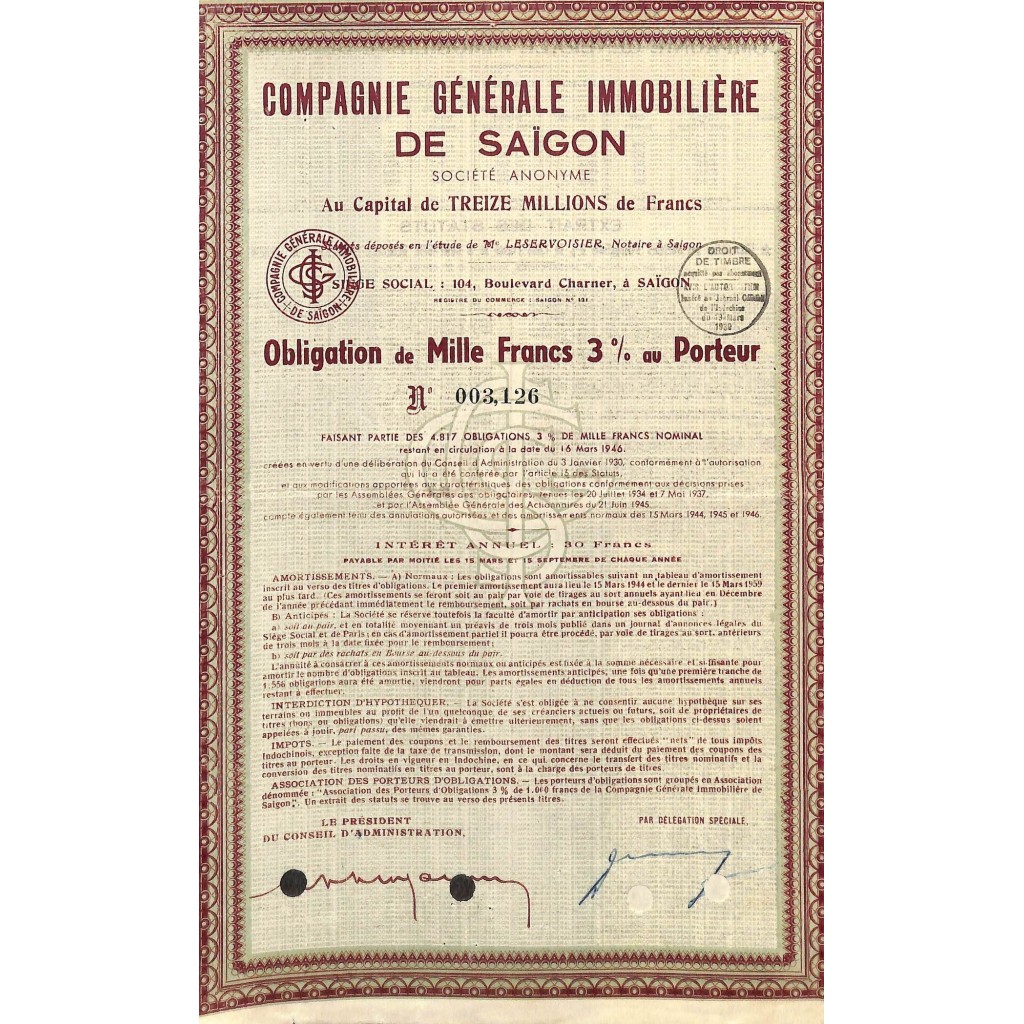 COMPAGNIE GÉNÉRALE IMMOBILIÈRE
DE SAÏGON
SOCIÉTÉ ANONYME
Au Capital de TREIZE MILLIONS de Francs
Statuts déposés en l'étude de Me LESERVOISIER, Notaire à Saïgon
COMPAGNIE GÉNÉRALE IMMOBILIÈRE
DE SAÏGON
DROIT
DE TIMBRE
acquitté par abonnement
inséré au Journal Officiel
de l'Indochine
1930
SIÈGE SOCIAL : 104, Boulevard Charner, à SAÏGON
REGISTRE DU COMMERCE : SAIGON N° 131
Obligation de Mille Francs 3 % au Porteur
N° 003,126
FAISANT PARTIE DES 4.817 OBLIGATIONS 3 % DE MILLE FRANCS NOMINAL
restant en circulation à la date du 16 Mars 1946.
créées en vertu d'une délibération du Conseil d'Administration du 3 Janvier 1930, conformément à l'autorisation
qui lui a été conférée par l'article 15 des Statuts,
et aux modifications apportées aux caractéristiques des obligations conformément aux décisions prises
par les Assemblées Générales des obligataires tenues les 20 Juillet 1934 et 7 Mai 1937,
et par l'Assemblée Générale des Actionnaires du 21 Juin 1945
compte également tenu des annulations autorisées et des amortissements normaux des 15 Mars 1944, 1945 et 1946.
INTÉRÊT ANNUEL : 30 Francs
PAYABLE PAR MOITIÉ LES 15 MARS ET 15 SEPTEMBRE DE CHAQUE ANNÉE
AMORTISSEMENTS. — A) Normaux : Les obligations sont amortissables suivant un tableau d'amortissement
inscrit au verso des titres d'obligations. Le premier amortissement aura lieu le 15 Mars 1944 et le dernier le 15 Mars 1959
au plus tard. (Ces amortissements se feront soit au pair par voie de tirages au sort annuels ayant lieu en Décembre
de l'année précédant immédiatement le remboursement, soit par rachats en bourse au-dessous du pair.)
B) Anticipés : La Société se réserve toutefois la faculté d'amortir par anticipation ses obligations :
a) soit au pair, et en totalité moyennant un préavis de trois mois publié dans un journal d'annonces légales du
Siège Social et de Paris ; en cas d'amortissement partiel il pourra être procédé, par voie de tirages au sort, antérieurs
de trois mois à la date fixée pour le remboursement ;
b) soit par des rachats en Bourse au-dessous du pair.
L'annuité à consacrer à ces amortissements normaux ou anticipés est fixée à la somme nécessaire et suffisante pour
amortir le nombre d'obligations inscrit au tableau. Les amortissements anticipés, une fois qu'une première tranche de
1.556 obligations aura été amortie, viendront pour parts égales en déduction de tous les amortissements annuels
restant à effectuer.
INTERDICTION D'HYPOTHEQUER. — La Société s'est obligée à ne consentir aucune hypothèque sur ses
terrains ou immeubles au profit de l'un quelconque de ses créanciers actuels ou futurs, soit de propriétaires de
titres (bons ou obligations) qu'elle viendrait à émettre ultérieurement, sans que les obligations ci-dessus soient
appelées à jouir, pari passu, des mêmes garanties.
IMPOTS. — Le paiement des coupons et le remboursement des titres seront effectués "nets" de tous impôts
Indochinois, exception faite de la taxe de transmission, dont le montant sera déduit du paiement des coupons des
titres au porteur. Les droits en vigueur en Indochine, en ce qui concerne le transfert des titres nominatifs et la
conversion des titres nominatifs en titres au porteur, sont à la charge des porteurs de titres.
ASSOCIATION DES PORTEURS D'OBLIGATIONS. — Les porteurs d'obligations sont groupés en Association
dénommée : "Association des Porteurs d'Obligations 3 % de 1.000 francs de la Compagnie Générale Immobilière de
Saïgon". Un extrait des statuts se trouve au verso des présents titres.
LE PRÉSIDENT
DU CONSEIL D'ADMINISTRATION,
PAR DÉLÉGATION SPÉCIALE,